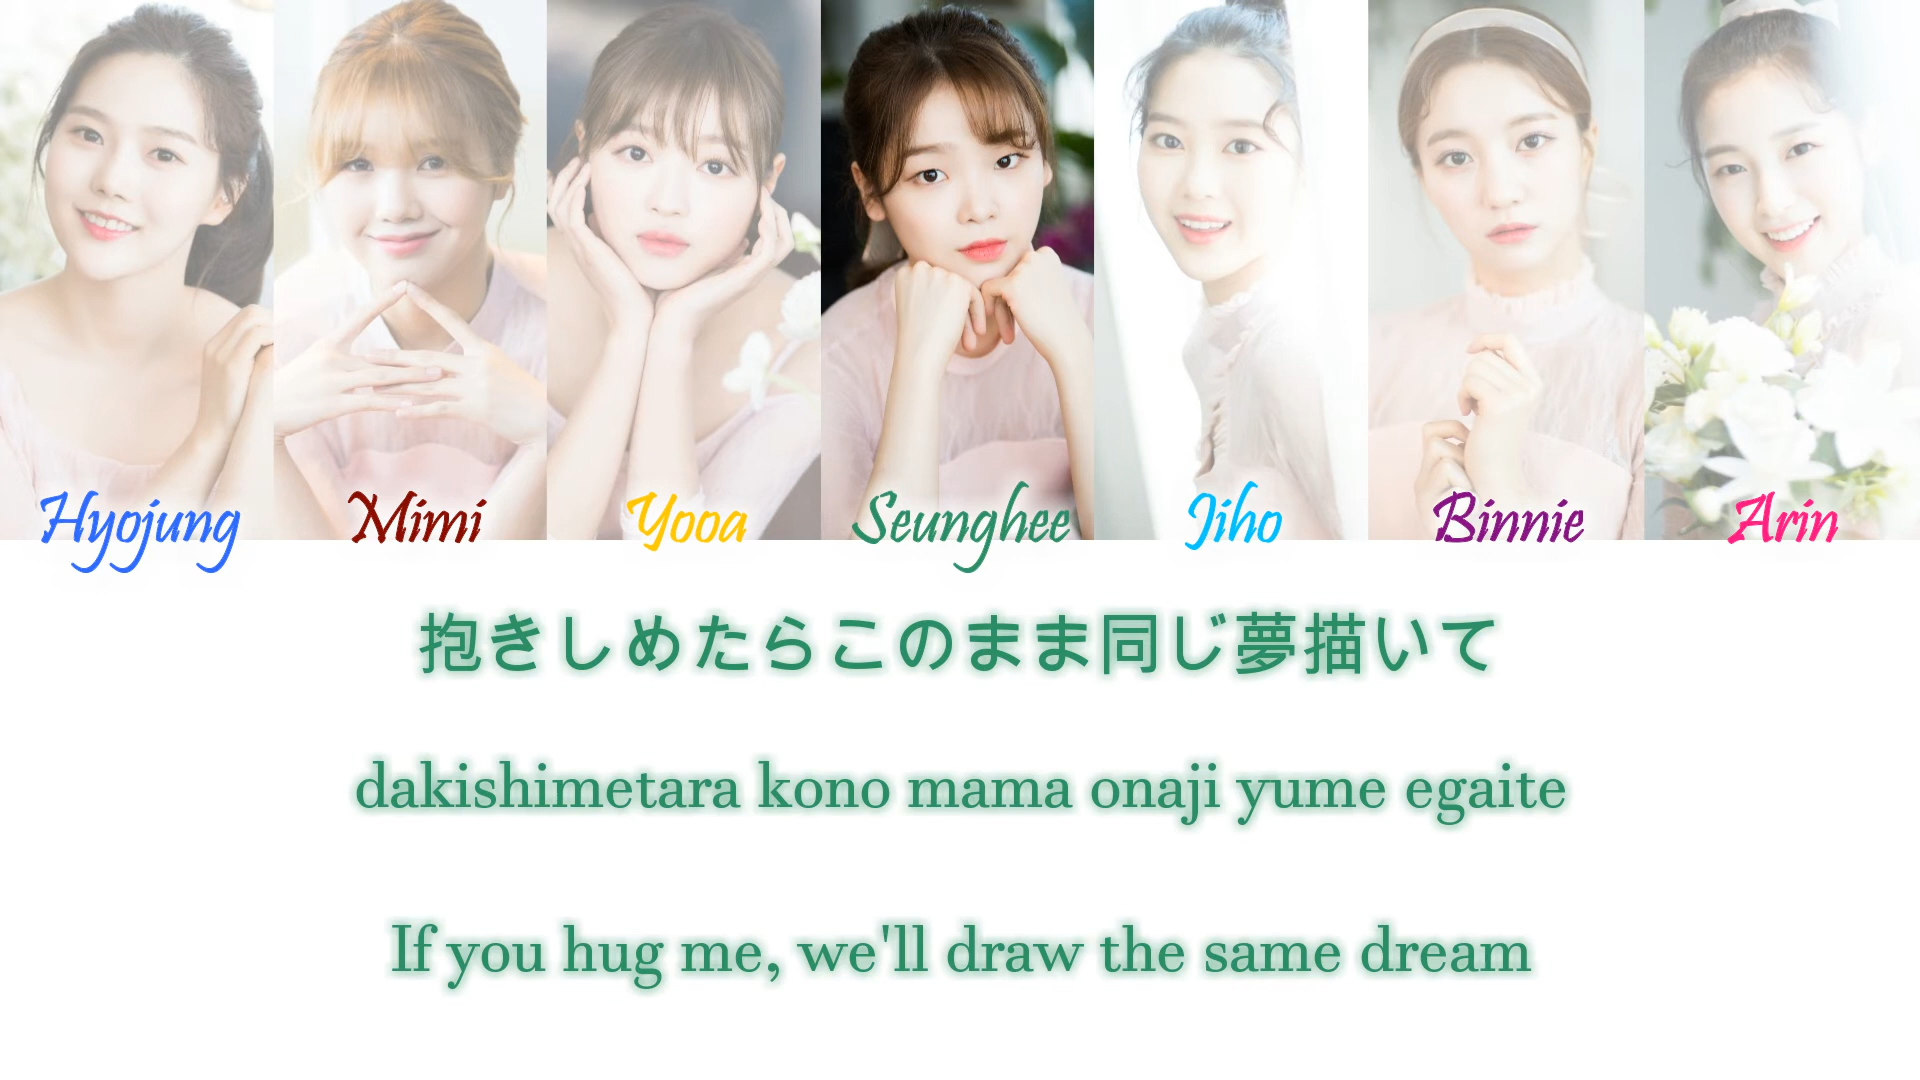 Hyojung Mimi Yooa Seunghee Jiho Binnie Arin
抱きしめたらこのまま同じ夢描いて
dakishimetara kono mama onaji yume egaite
If you hug me, we'll draw the same dream